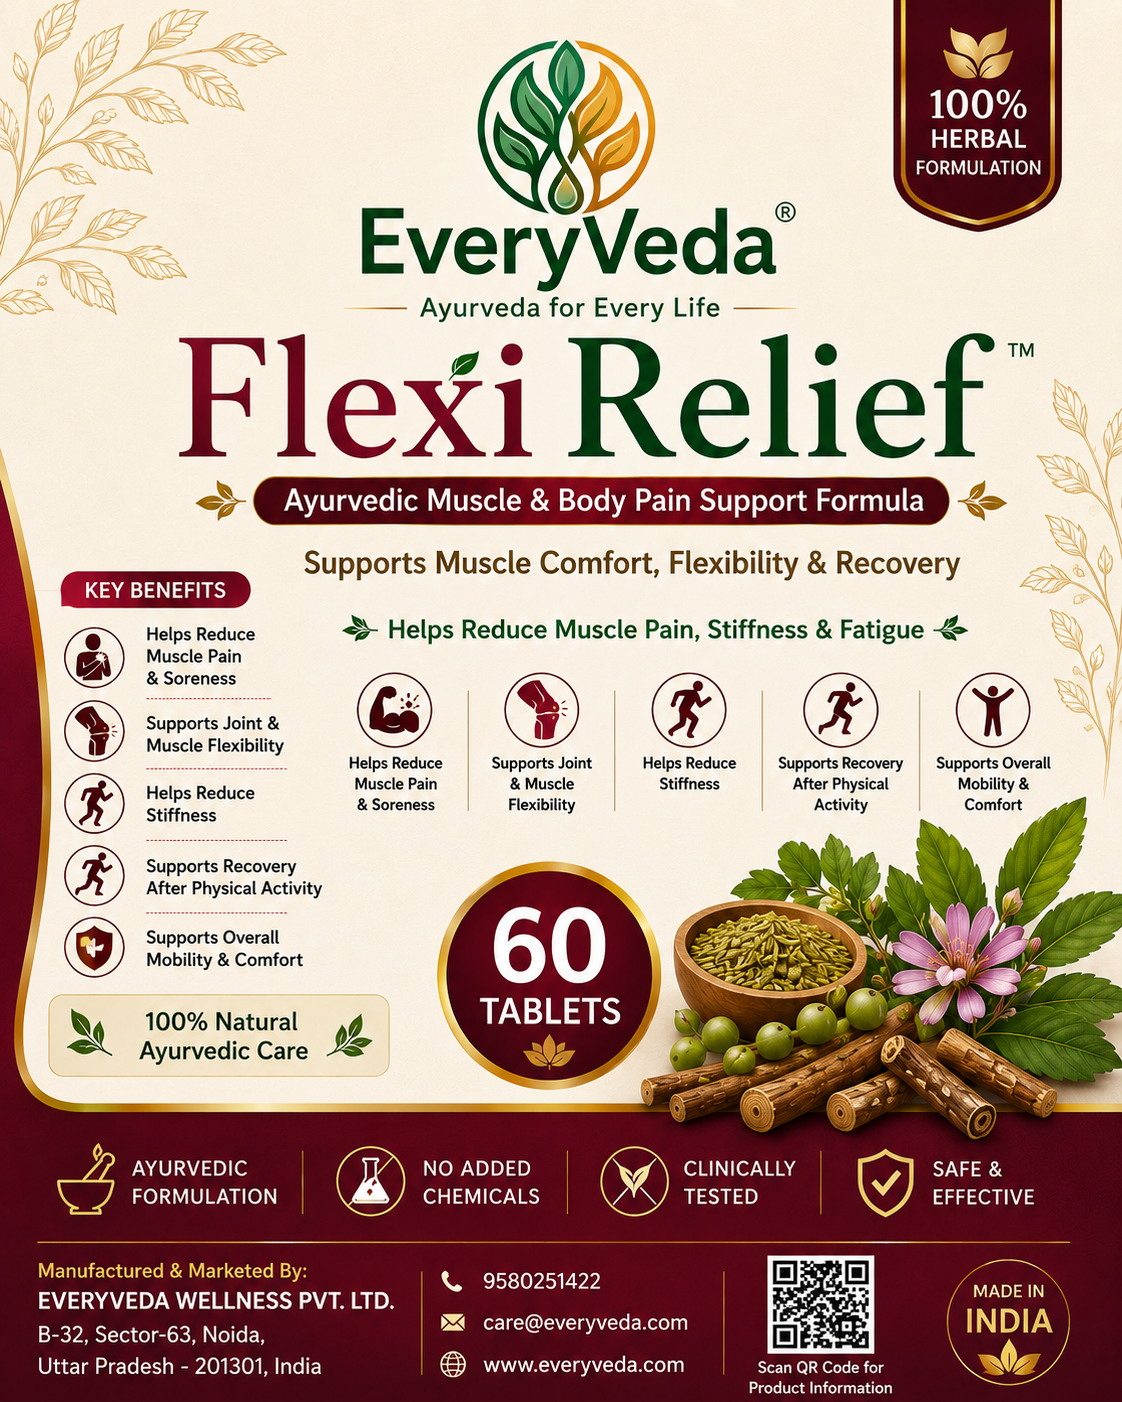 100%
HERBAL
FORMULATION
EveryVeda®
Ayurveda for Every Life
Flexi Relief™
Ayurvedic Muscle & Body Pain Support Formula
Supports Muscle Comfort, Flexibility & Recovery
Helps Reduce Muscle Pain, Stiffness & Fatigue
KEY BENEFITS
Helps Reduce
Muscle Pain
& Soreness
Supports Joint &
Muscle Flexibility
Helps Reduce
Stiffness
Supports Recovery
After Physical Activity
Supports Overall
Mobility & Comfort
100% Natural
Ayurvedic Care
Helps Reduce
Muscle Pain
& Soreness
Supports Joint
& Muscle
Flexibility
Helps Reduce
Stiffness
Supports Recovery
After Physical
Activity
Supports Overall
Mobility &
Comfort
60
TABLETS
AYURVEDIC
FORMULATION
NO ADDED
CHEMICALS
CLINICALLY
TESTED
SAFE &
EFFECTIVE
Manufactured & Marketed By:
EVERYVEDA WELLNESS PVT. LTD.
B-32, Sector-63, Noida,
Uttar Pradesh - 201301, India
9580251422
care@everyveda.com
www.everyveda.com
Scan QR Code for
Product Information
MADE IN
INDIA